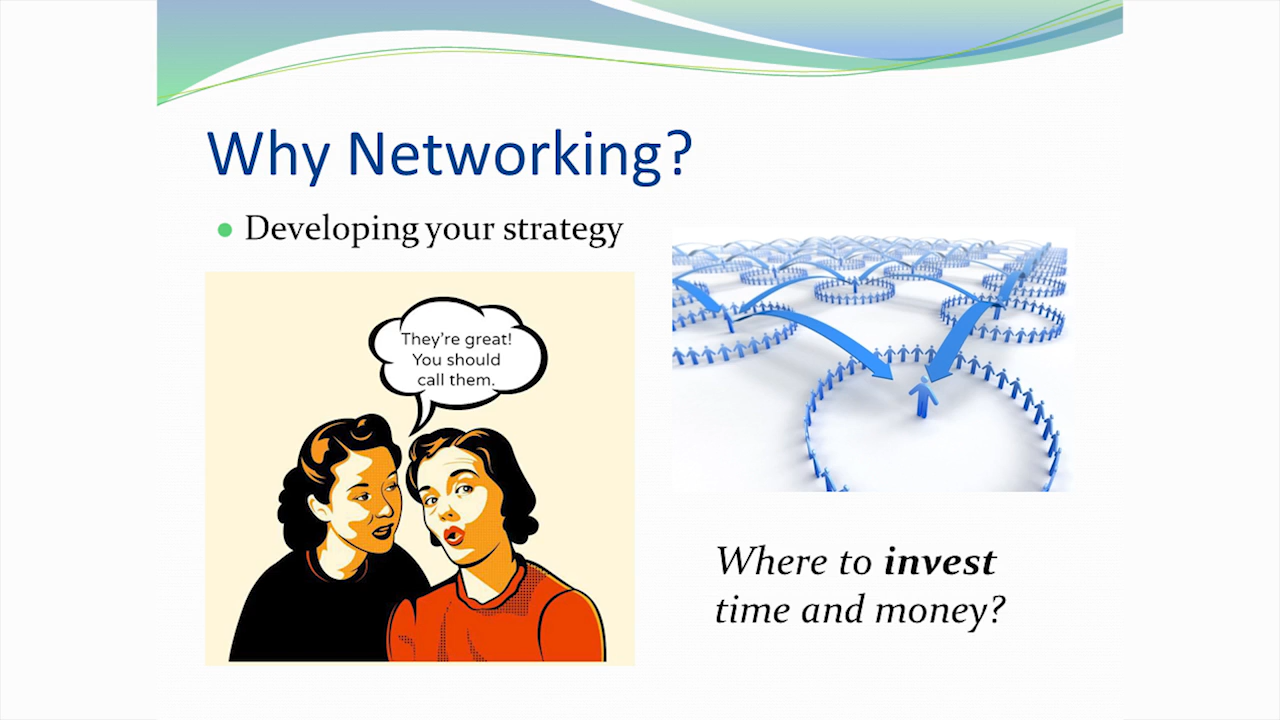 Why Networking?
Developing your strategy
They're great!
You should
call them.
Where to invest
time and money?